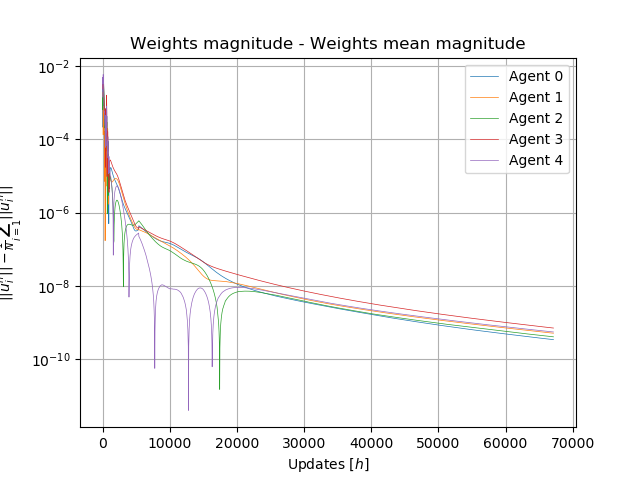 Weights magnitude - Weights mean magnitude
10⁻²
10⁻⁴
10⁻⁶
10⁻⁸
10⁻¹⁰
Agent 0
Agent 1
Agent 2
Agent 3
Agent 4
0 10000 20000 30000 40000 50000 60000 70000
Updates [h]